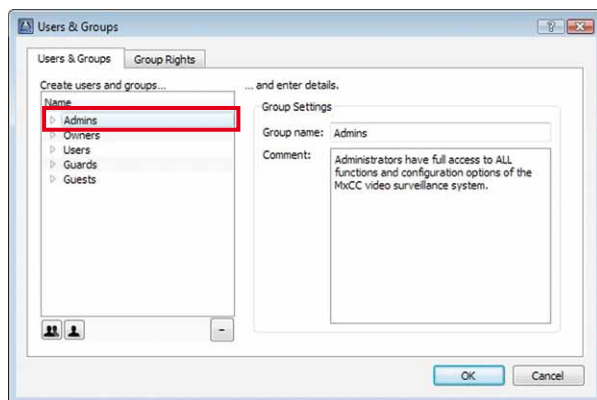 Users & Groups
Users & Groups
Group Rights
Create users and groups...
... and enter details.
Name
Admins
Owners
Users
Guards
Guests
Group Settings
Group name: Admins
Comment:
Administrators have full access to ALL
functions and configuration options of the
MxCC video surveillance system.
OK
Cancel